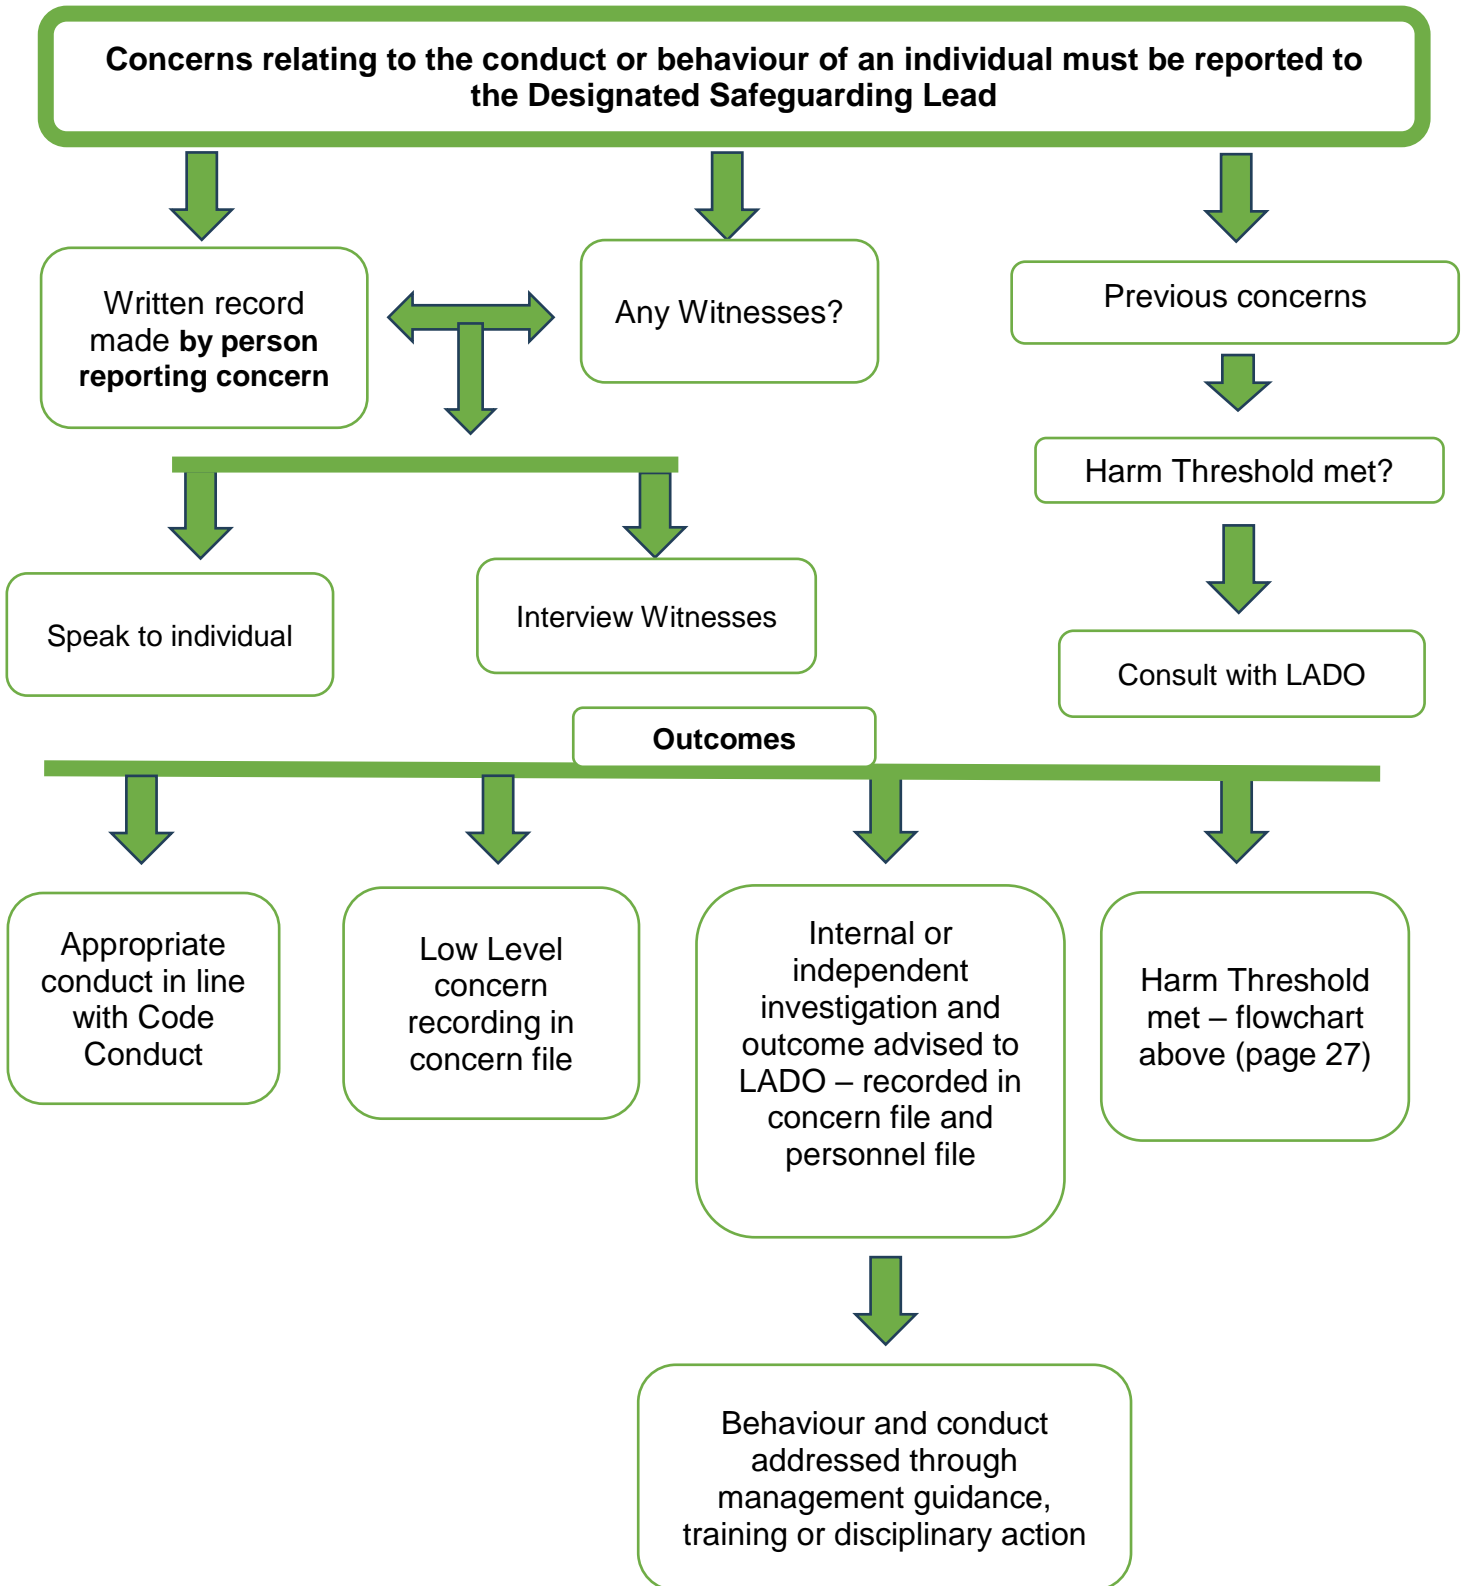 Concerns relating to the conduct or behaviour of an individual must be reported to
the Designated Safeguarding Lead
Written record
made by person
reporting concern
Any Witnesses?
Previous concerns
Harm Threshold met?
Speak to individual
Interview Witnesses
Consult with LADO
Outcomes
Appropriate
conduct in line
with Code
Conduct
Low Level
concern
recording in
concern file
Internal or
independent
investigation and
outcome advised to
LADO – recorded in
concern file and
personnel file
Harm Threshold
met – flowchart
above (page 27)
Behaviour and conduct
addressed through
management guidance,
training or disciplinary action